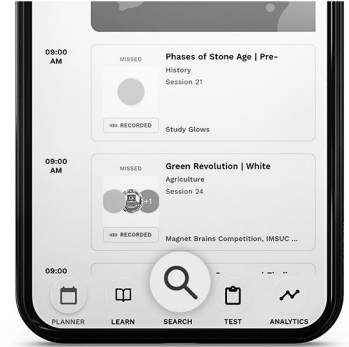 09:00
AM
MISSED
Phases of Stone Age | Pre-
History
Session 21
RECORDED
Study Glows
09:00
AM
MISSED
Green Revolution | White
Agriculture
Session 24
+1
RECORDED
Magnet Brains Competition, IMSUC ...
09:00
PLANNER
LEARN
SEARCH
TEST
ANALYTICS